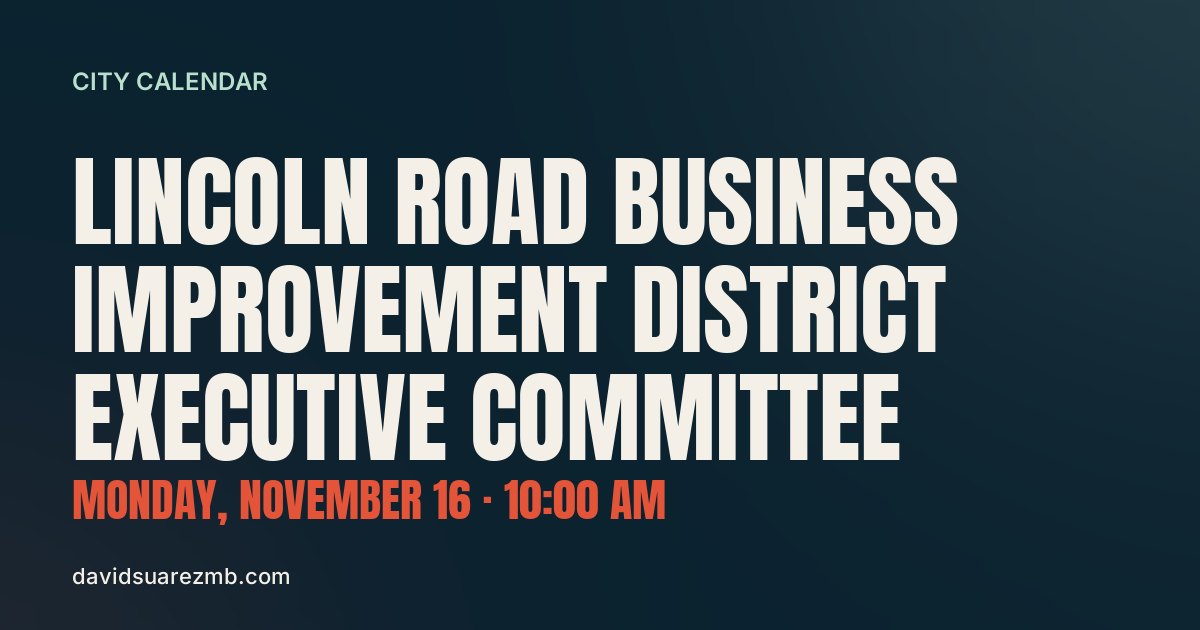 CITY CALENDAR
LINCOLN ROAD BUSINESS
IMPROVEMENT DISTRICT
EXECUTIVE COMMITTEE
MONDAY, NOVEMBER 16 · 10:00 AM
davidsuarezmb.com